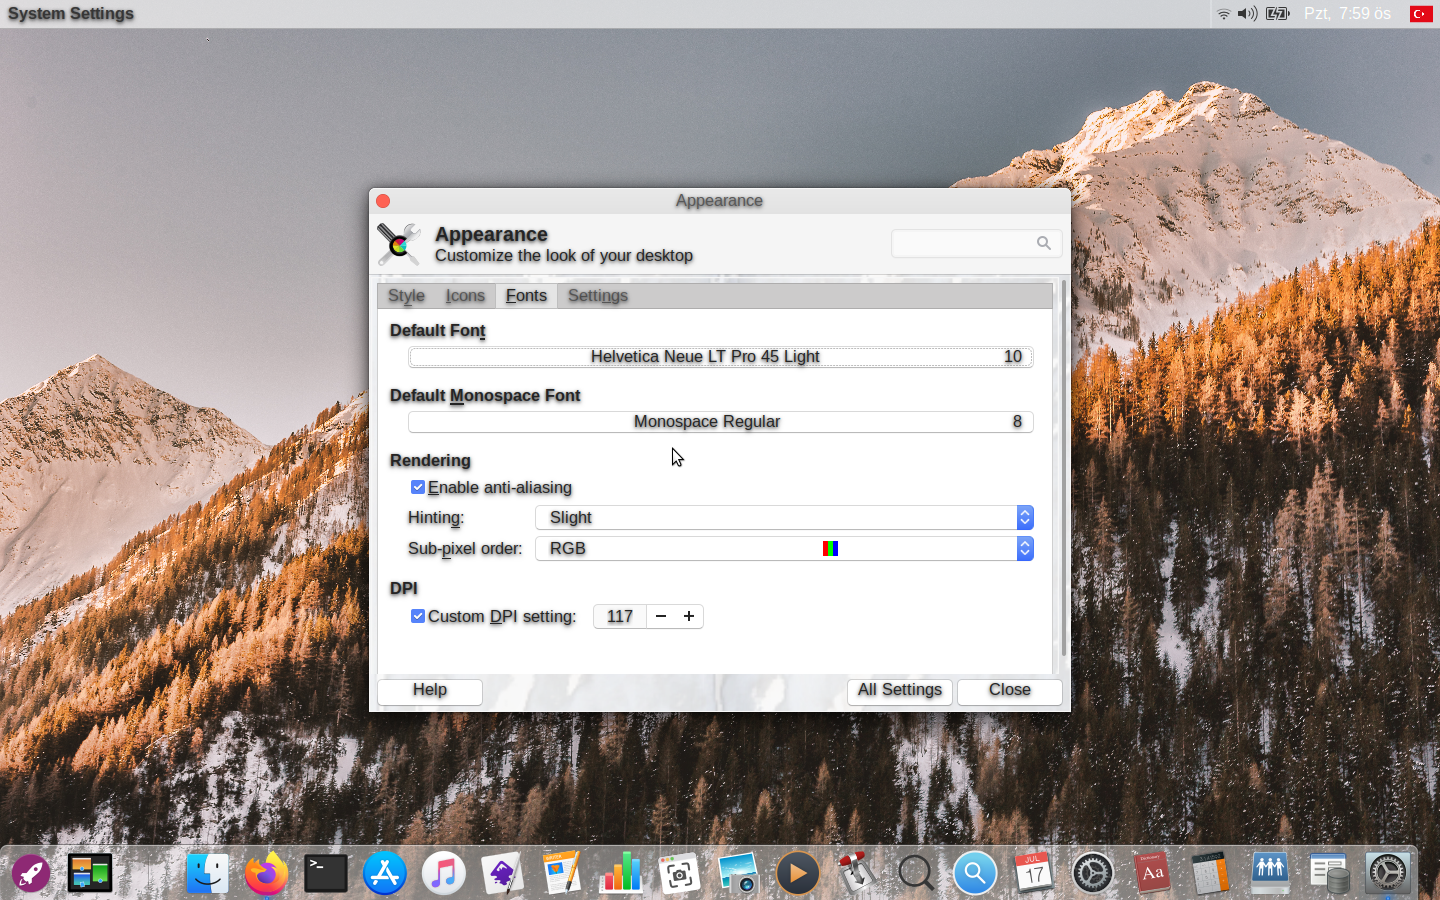 System Settings
Pzt, 7:59 ös
Appearance
Appearance
Customize the look of your desktop
Style Icons Fonts Settings
Default Font
Helvetica Neue LT Pro 45 Light 10
Default Monospace Font
Monospace Regular 8
Rendering
Enable anti-aliasing
Hinting: Slight
Sub-pixel order: RGB
DPI
Custom DPI setting: 117
Help All Settings Close
JUL
17
Aa